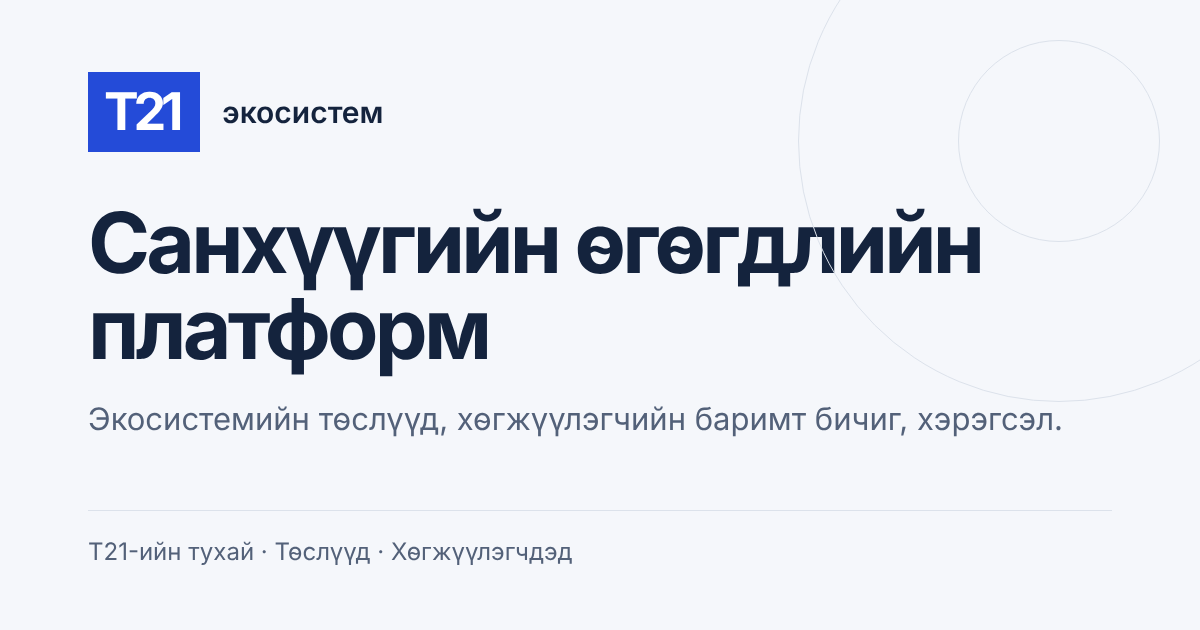 T21
экосистем
Санхүүгийн өгөгдлийн
платформ
Экосистемийн төслүүд, хөгжүүлэгчийн баримт бичиг, хэрэгсэл.
T21-ийн тухай · Төслүүд · Хөгжүүлэгчдэд